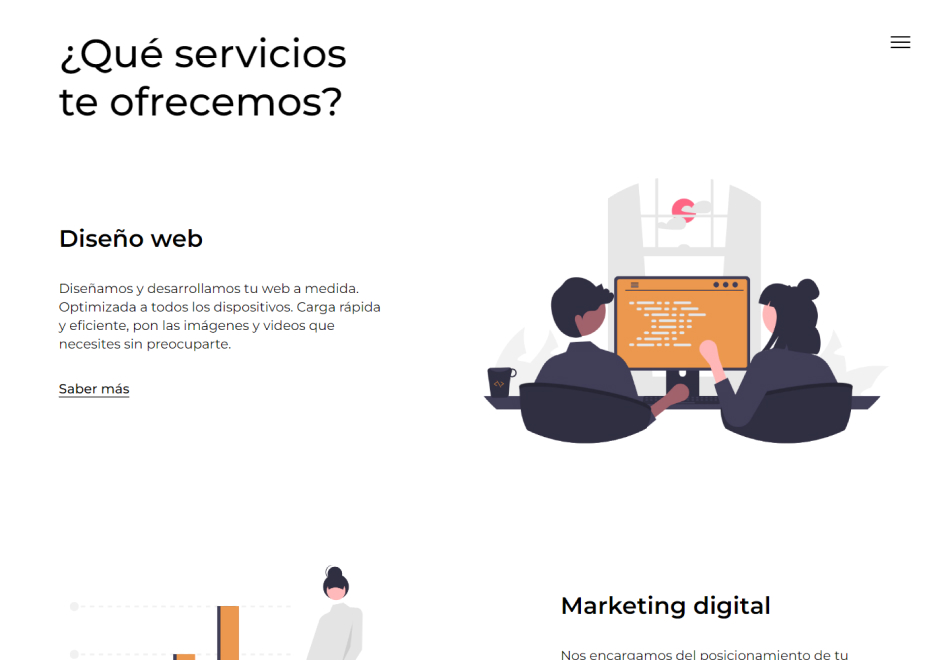 ¿Qué servicios
te ofrecemos?
Diseño web
Diseñamos y desarrollamos tu web a medida.
Optimizada a todos los dispositivos. Carga rápida
y eficiente, pon las imágenes y videos que
necesites sin preocuparte.
Saber más
Marketing digital
Nos encargamos del posicionamiento de tu